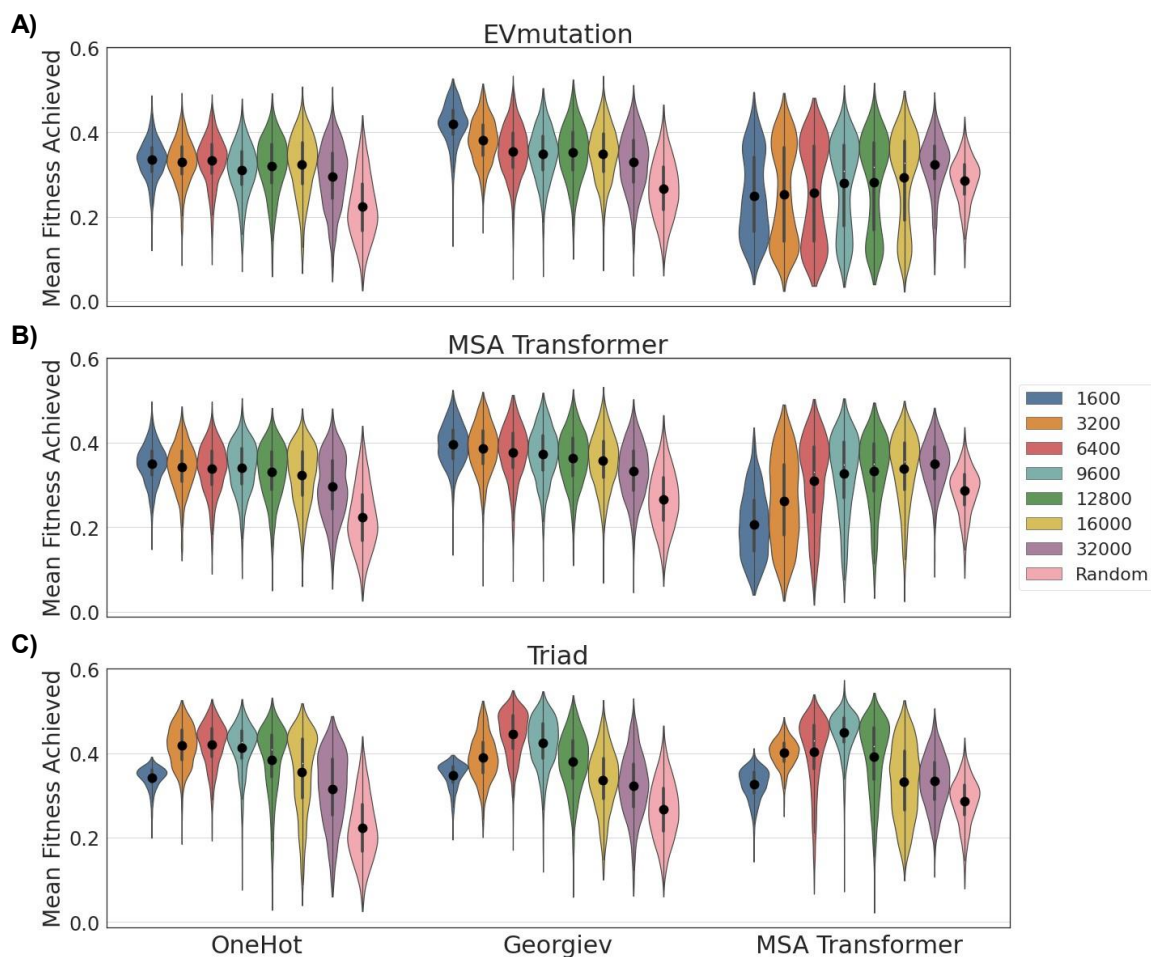 A)
EVmutation
Mean Fitness Achieved
0.6
0.4
0.2
0.0
B)
MSA Transformer
Mean Fitness Achieved
0.6
0.4
0.2
0.0
1600
3200
6400
9600
12800
16000
32000
Random
C)
Triad
Mean Fitness Achieved
0.6
0.4
0.2
0.0
OneHot Georgiev MSA Transformer